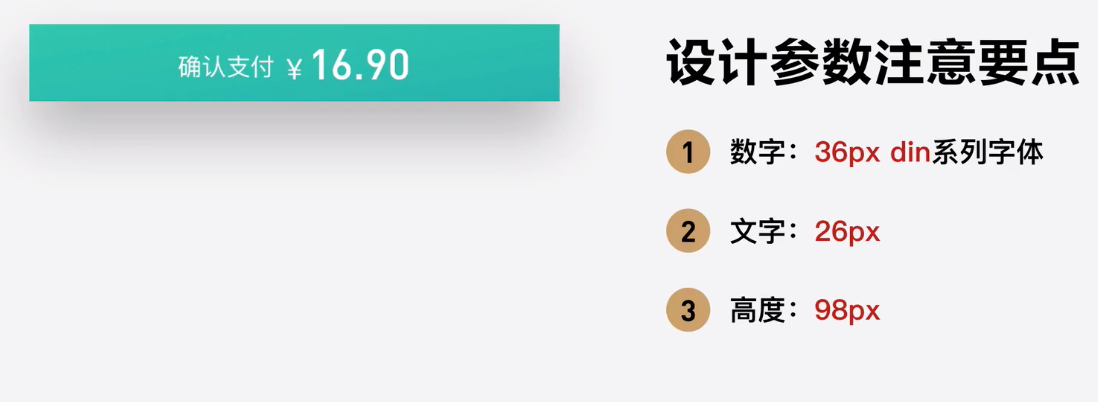 确认支付 ¥16.90
设计参数注意要点
1 数字：36px din系列字体
2 文字：26px
3 高度：98px